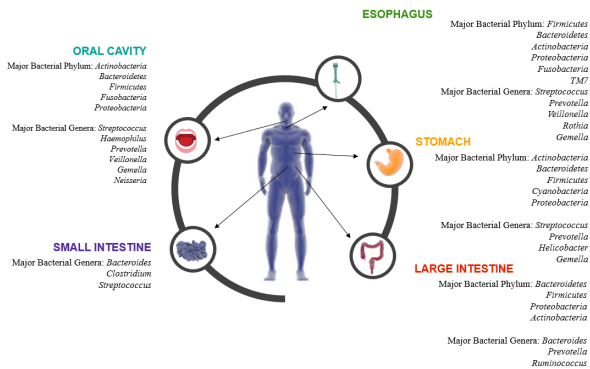 ORAL CAVITY
Major Bacterial Phylum: Actinobacteria
Bacteroidetes
Firmicutes
Fusobacteria
Proteobacteria
Major Bacterial Genera: Streptococcus
Haemophilus
Prevotella
Veillonella
Gemella
Neisseria
SMALL INTESTINE
Major Bacterial Genera: Bacteroides
Clostridium
Streptococcus
ESOPHAGUS
Major Bacterial Phylum: Firmicutes
Bacteroidetes
Actinobacteria
Proteobacteria
Fusobacteria
TM7
Major Bacterial Genera: Streptococcus
Prevotella
Veillonella
Rothia
Gemella
STOMACH
Major Bacterial Phylum: Actinobacteria
Bacteroidetes
Firmicutes
Cyanobacteria
Proteobacteria
Major Bacterial Genera: Streptococcus
Prevotella
Helicobacter
Gemella
LARGE INTESTINE
Major Bacterial Phylum: Bacteroidetes
Firmicutes
Proteobacteria
Actinobacteria
Major Bacterial Genera: Bacteroides
Prevotella
Ruminococcus